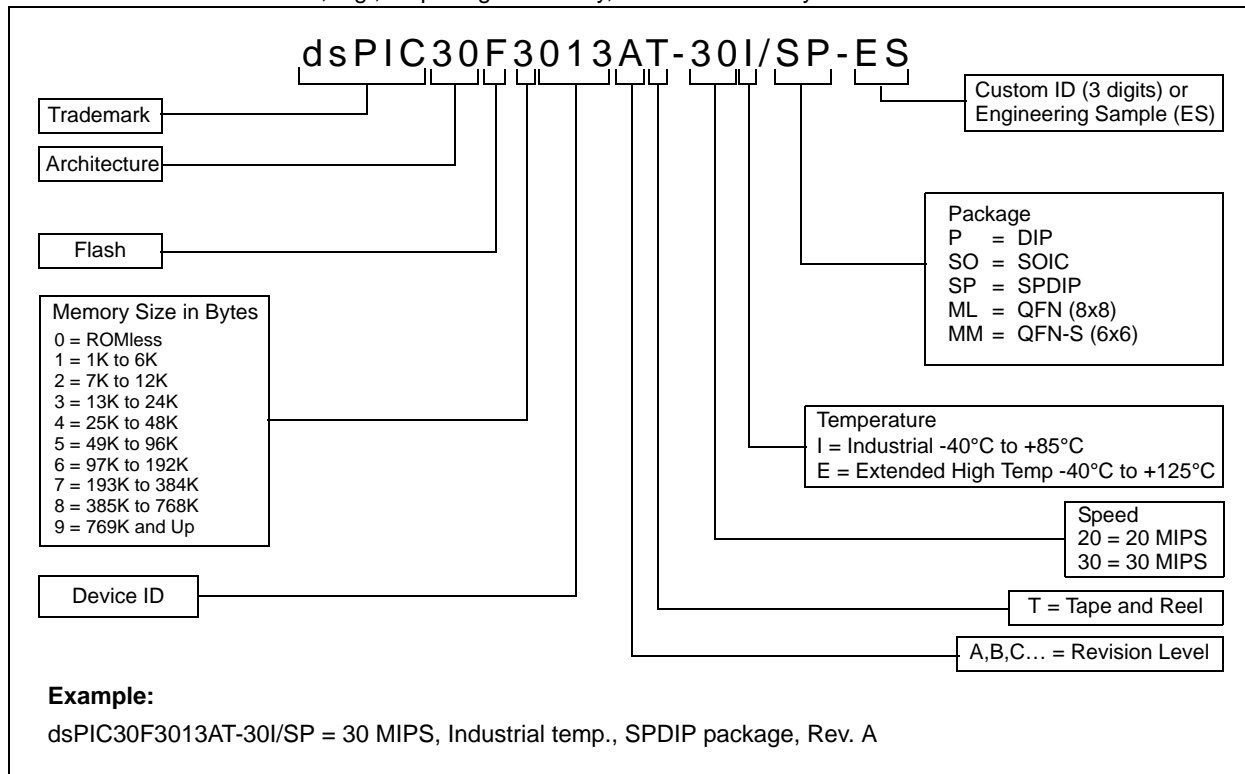 dsPIC30F3013AT-30I/SP-ES
Trademark
Architecture
Flash
Memory Size in Bytes
0 = ROMless
1 = 1K to 6K
2 = 7K to 12K
3 = 13K to 24K
4 = 25K to 48K
5 = 49K to 96K
6 = 97K to 192K
7 = 193K to 384K
8 = 385K to 768K
9 = 769K and Up
Device ID
Custom ID (3 digits) or
Engineering Sample (ES)
Package
P = DIP
SO = SOIC
SP = SPDIP
ML = QFN (8x8)
MM = QFN-S (6x6)
Temperature
I = Industrial -40°C to +85°C
E = Extended High Temp -40°C to +125°C
Speed
20 = 20 MIPS
30 = 30 MIPS
T = Tape and Reel
A,B,C… = Revision Level
Example:
dsPIC30F3013AT-30I/SP = 30 MIPS, Industrial temp., SPDIP package, Rev. A